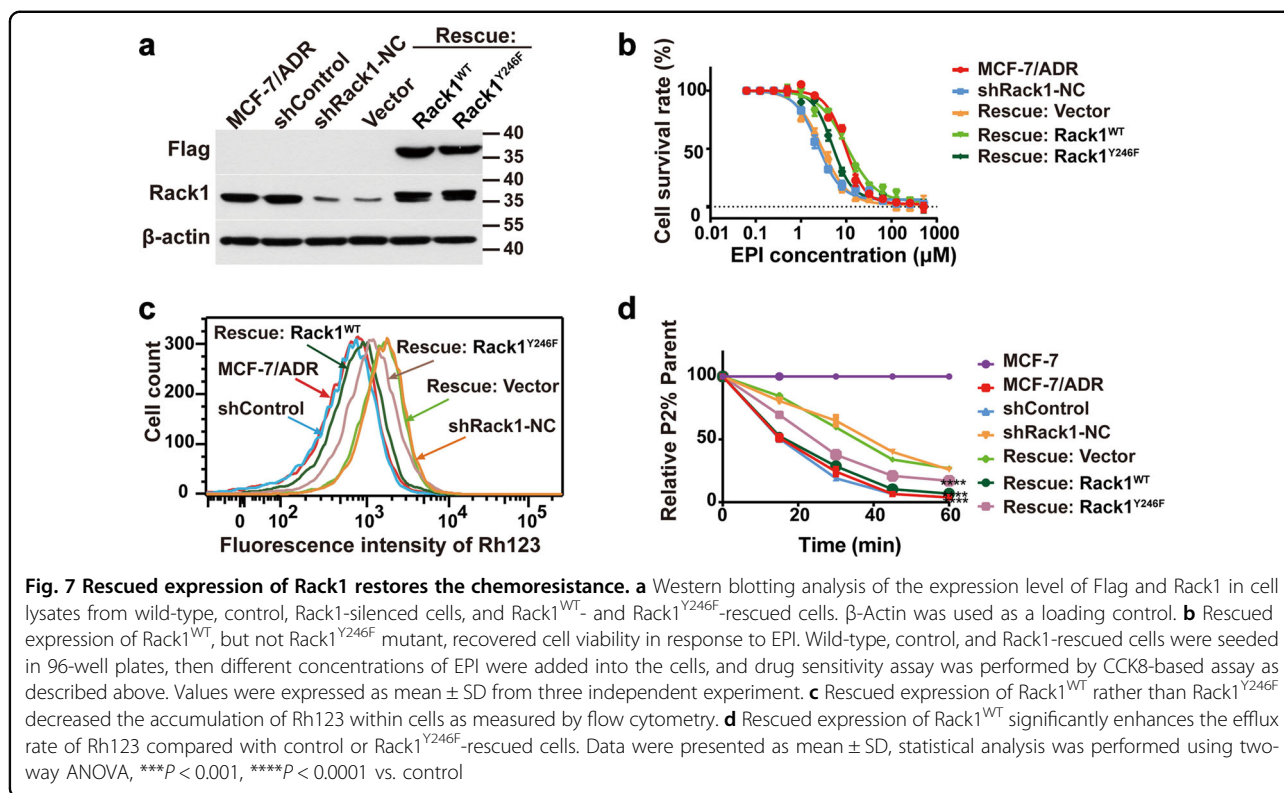 a
Rescue:
MCF-7/ADR
shControl
shRack1-NC
Vector
Rack1WT
Rack1Y246F
Flag
40
35
Rack1
40
35
β-actin
55
40
b
Cell survival rate (%)
100
50
0
0.01
0.1
1
10
100
1000
EPI concentration (μM)
MCF-7/ADR
shRack1-NC
Rescue: Vector
Rescue: Rack1WT
Rescue: Rack1Y246F
c
Cell count
300
200
100
0
0
10²
10³
10⁴
10⁵
Fluorescence intensity of Rh123
Rescue: Rack1WT
MCF-7/ADR
shControl
Rescue: Rack1Y246F
Rescue: Vector
shRack1-NC
d
Relative P2% Parent
100
50
0
0
20
40
60
Time (min)
****
MCF-7
MCF-7/ADR
shControl
shRack1-NC
Rescue: Vector
Rescue: Rack1WT
Rescue: Rack1Y246F
Fig. 7 Rescued expression of Rack1 restores the chemoresistance. a Western blotting analysis of the expression level of Flag and Rack1 in cell
lysates from wild-type, control, Rack1-silenced cells, and Rack1WT- and Rack1Y246F-rescued cells. β-Actin was used as a loading control. b Rescued
expression of Rack1WT, but not Rack1Y246F mutant, recovered cell viability in response to EPI. Wild-type, control, and Rack1-rescued cells were seeded
in 96-well plates, then different concentrations of EPI were added into the cells, and drug sensitivity assay was performed by CCK8-based assay as
described above. Values were expressed as mean ± SD from three independent experiment. c Rescued expression of Rack1WT rather than Rack1Y246F
decreased the accumulation of Rh123 within cells as measured by flow cytometry. d Rescued expression of Rack1WT significantly enhances the efflux
rate of Rh123 compared with control or Rack1Y246F-rescued cells. Data were presented as mean ± SD, statistical analysis was performed using two-
way ANOVA, ***P < 0.001, ****P < 0.0001 vs. control